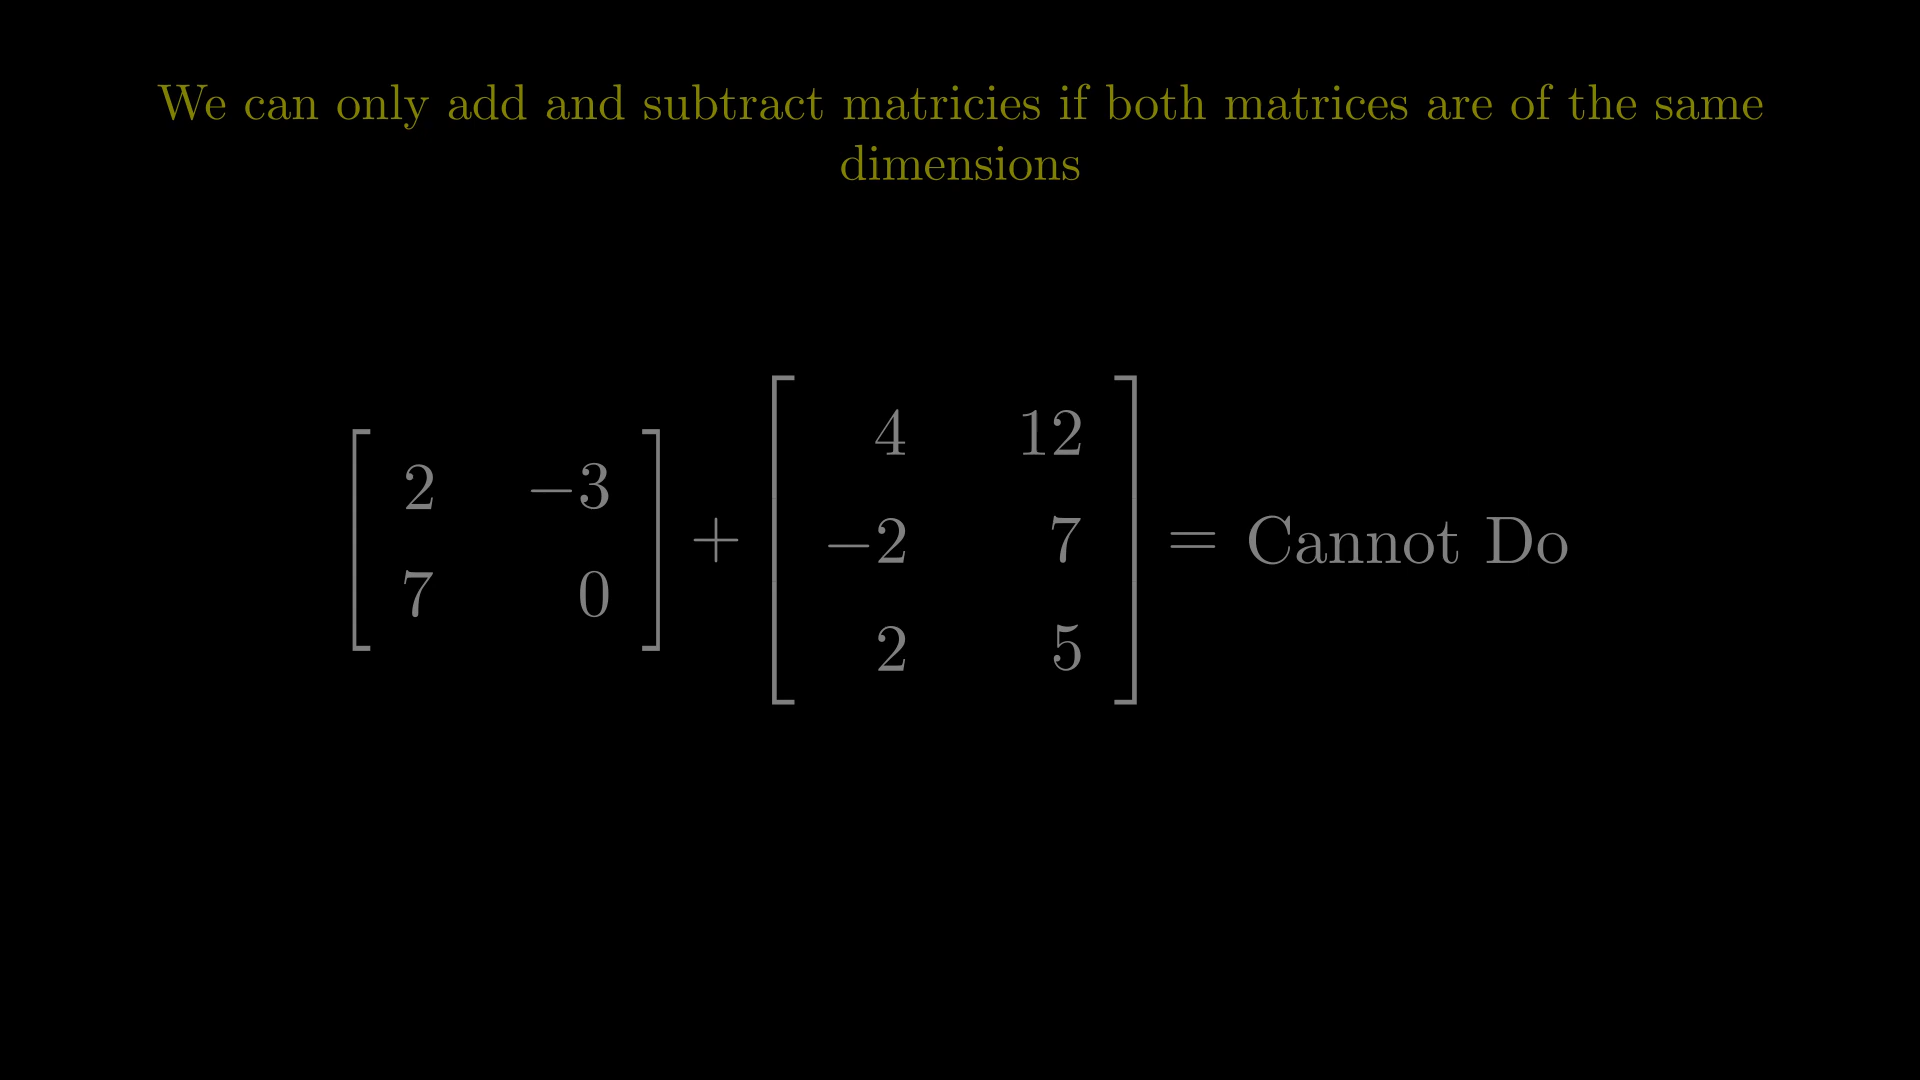 We can only add and subtract matricies if both matrices are of the same
dimensions
4 12
2 −3
−2 7
+ = Cannot Do
7 0
2 5